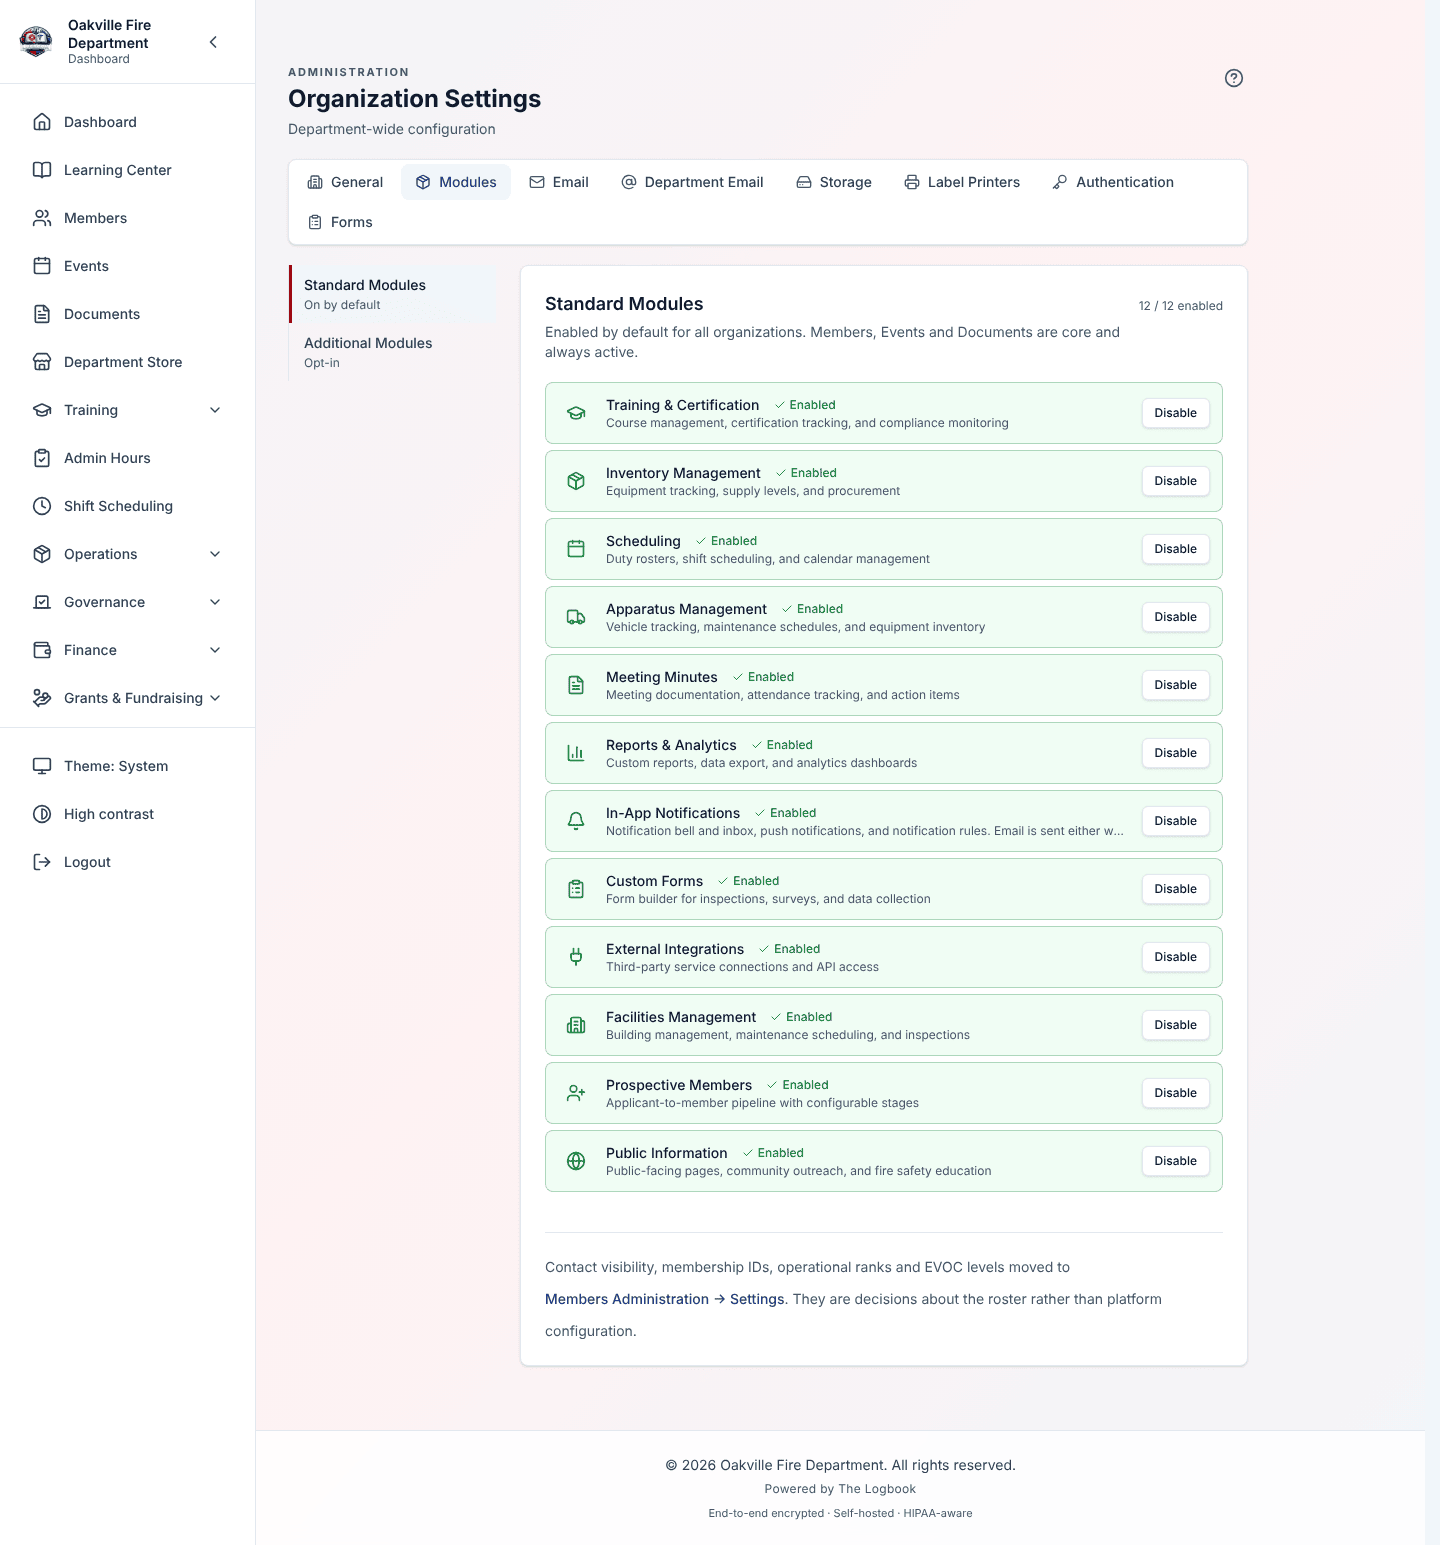 Oakville Fire
Department
Dashboard
Dashboard
Learning Center
Members
Events
Documents
Department Store
Training
Admin Hours
Shift Scheduling
Operations
Governance
Finance
Grants & Fundraising
Theme: System
High contrast
Logout
ADMINISTRATION
Organization Settings
Department-wide configuration
General
Modules
Email
Department Email
Storage
Label Printers
Authentication
Forms
Standard Modules
On by default
Additional Modules
Opt-in
Standard Modules
12 / 12 enabled
Enabled by default for all organizations. Members, Events and Documents are core and
always active.
Training & Certification Enabled
Course management, certification tracking, and compliance monitoring
Disable
Inventory Management Enabled
Equipment tracking, supply levels, and procurement
Disable
Scheduling Enabled
Duty rosters, shift scheduling, and calendar management
Disable
Apparatus Management Enabled
Vehicle tracking, maintenance schedules, and equipment inventory
Disable
Meeting Minutes Enabled
Meeting documentation, attendance tracking, and action items
Disable
Reports & Analytics Enabled
Custom reports, data export, and analytics dashboards
Disable
In-App Notifications Enabled
Notification bell and inbox, push notifications, and notification rules. Email is sent either w...
Disable
Custom Forms Enabled
Form builder for inspections, surveys, and data collection
Disable
External Integrations Enabled
Third-party service connections and API access
Disable
Facilities Management Enabled
Building management, maintenance scheduling, and inspections
Disable
Prospective Members Enabled
Applicant-to-member pipeline with configurable stages
Disable
Public Information Enabled
Public-facing pages, community outreach, and fire safety education
Disable
Contact visibility, membership IDs, operational ranks and EVOC levels moved to
Members Administration → Settings. They are decisions about the roster rather than platform
configuration.
© 2026 Oakville Fire Department. All rights reserved.
Powered by The Logbook
End-to-end encrypted · Self-hosted · HIPAA-aware